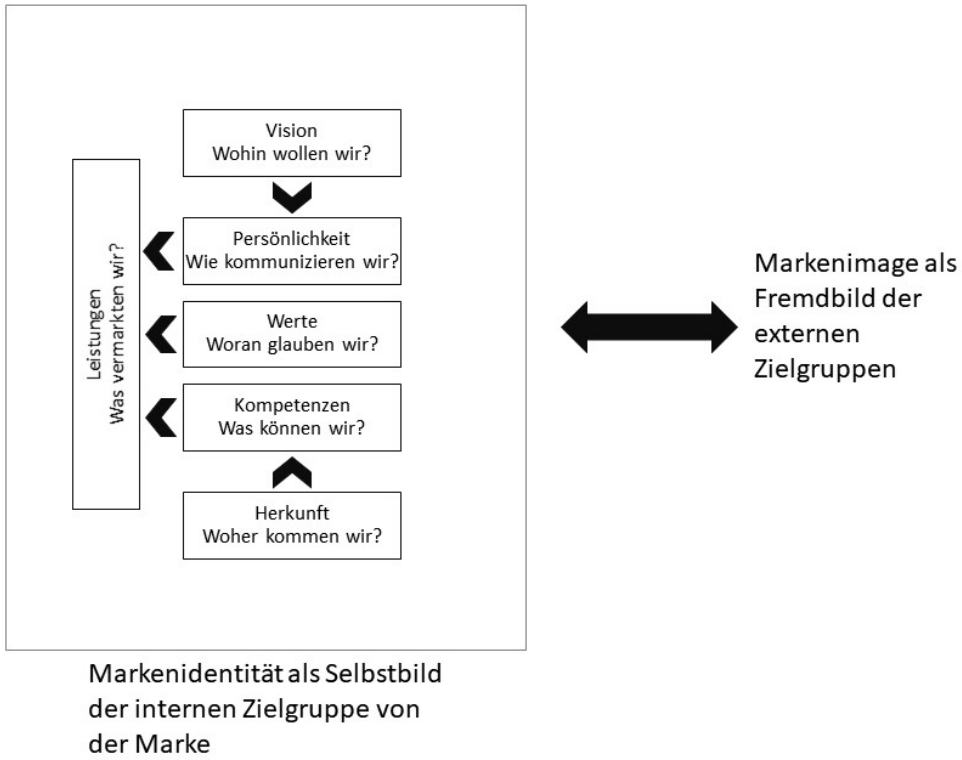 Vision
Wohin wollen wir?
Leistungen
Was vermarkten wir?
Persönlichkeit
Wie kommunizieren wir?
Werte
Woran glauben wir?
Kompetenzen
Was können wir?
Herkunft
Woher kommen wir?
Markenimage als
Fremdbild der
externen
Zielgruppen
Markenidentität als Selbstbild
der internen Zielgruppe von
der Marke